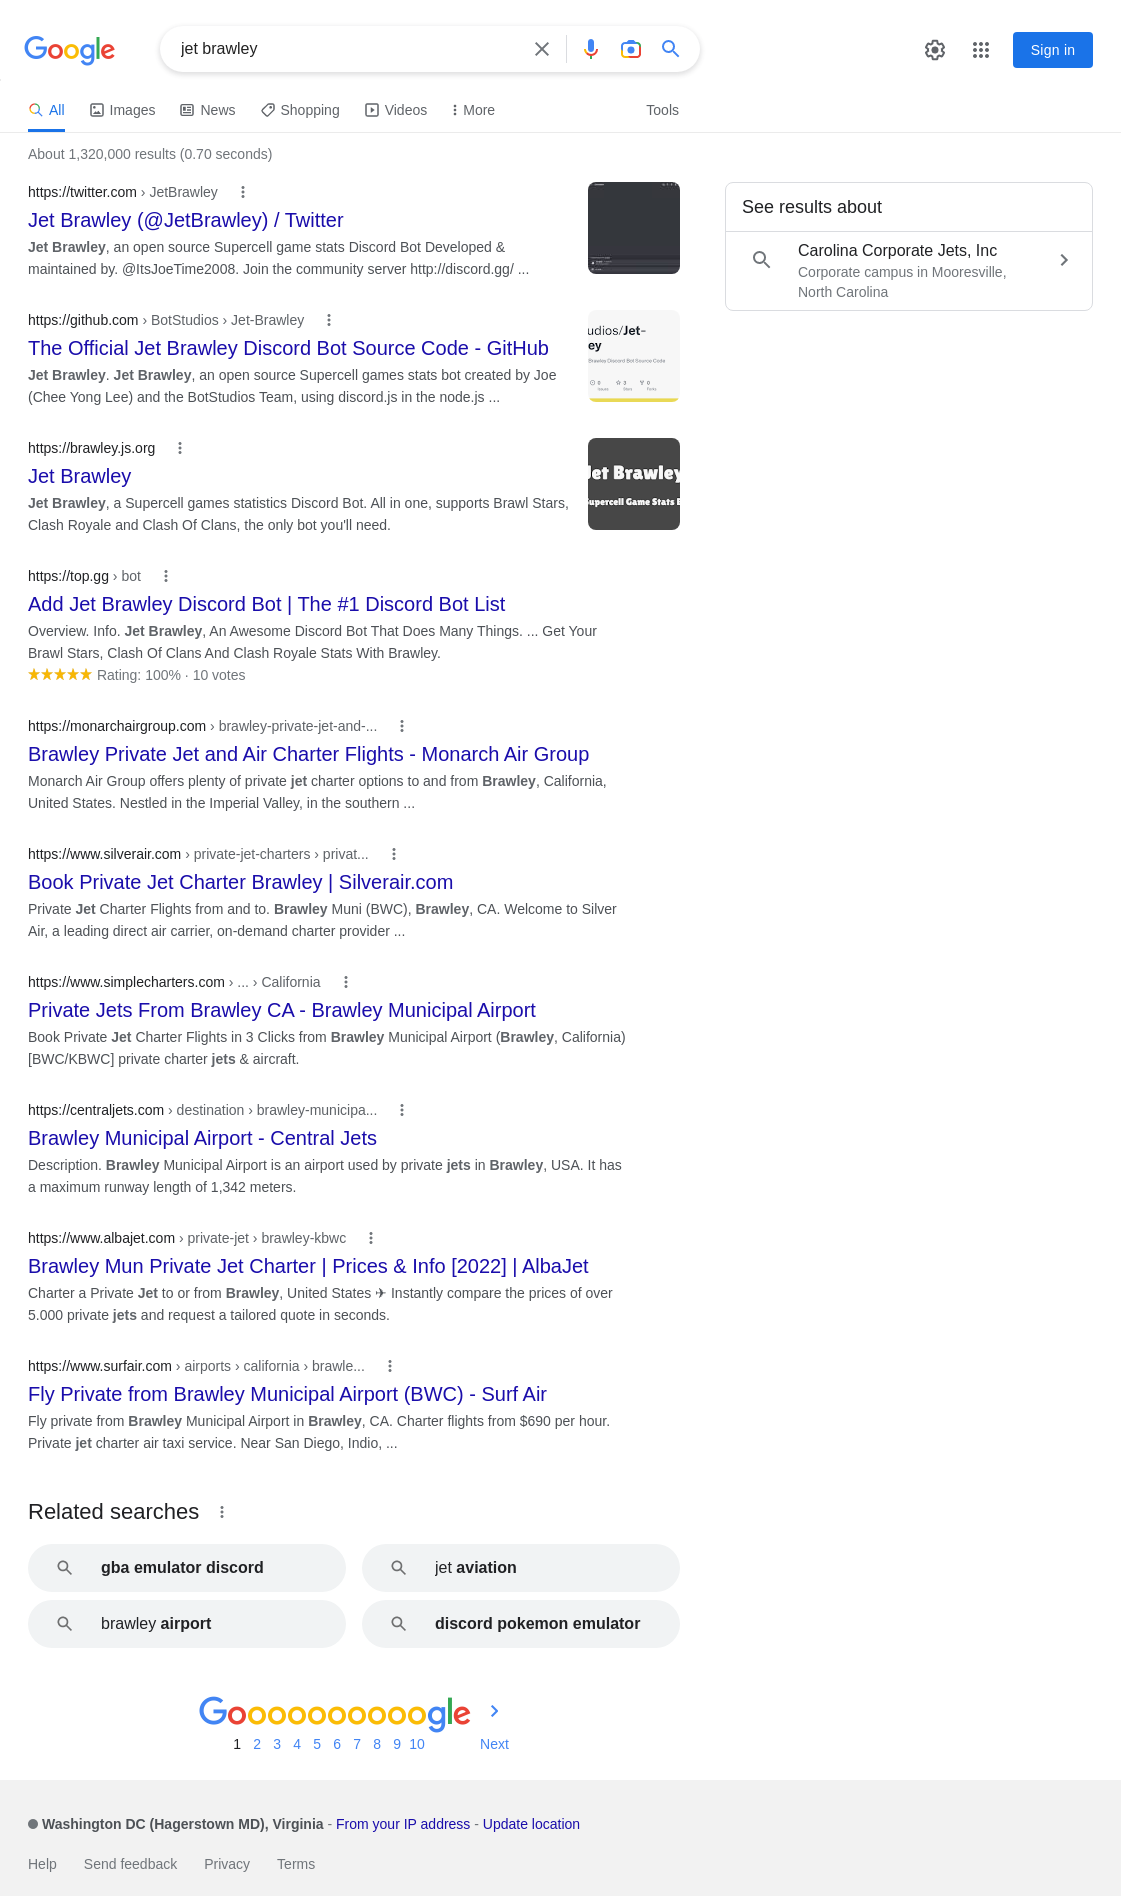 Google
jet brawley
Sign in
All
Images
News
Shopping
Videos
More
Tools
About 1,320,000 results (0.70 seconds)
https://twitter.com › JetBrawley
Jet Brawley (@JetBrawley) / Twitter
Jet Brawley, an open source Supercell game stats Discord Bot Developed &
maintained by. @ItsJoeTime2008. Join the community server http://discord.gg/ ...
https://github.com › BotStudios › Jet-Brawley
The Official Jet Brawley Discord Bot Source Code - GitHub
Jet Brawley. Jet Brawley, an open source Supercell games stats bot created by Joe
(Chee Yong Lee) and the BotStudios Team, using discord.js in the node.js ...
udios/Jet-
ey
Brawley Discord Bot Source Code
https://brawley.js.org
Jet Brawley
Jet Brawley, a Supercell games statistics Discord Bot. All in one, supports Brawl Stars,
Clash Royale and Clash Of Clans, the only bot you'll need.
Jet Brawley
Supercell Game Stats B
https://top.gg › bot
Add Jet Brawley Discord Bot | The #1 Discord Bot List
Overview. Info. Jet Brawley, An Awesome Discord Bot That Does Many Things. ... Get Your
Brawl Stars, Clash Of Clans And Clash Royale Stats With Brawley.
Rating: 100% · 10 votes
https://monarchairgroup.com › brawley-private-jet-and-...
Brawley Private Jet and Air Charter Flights - Monarch Air Group
Monarch Air Group offers plenty of private jet charter options to and from Brawley, California,
United States. Nestled in the Imperial Valley, in the southern ...
https://www.silverair.com › private-jet-charters › privat...
Book Private Jet Charter Brawley | Silverair.com
Private Jet Charter Flights from and to. Brawley Muni (BWC), Brawley, CA. Welcome to Silver
Air, a leading direct air carrier, on-demand charter provider ...
https://www.simplecharters.com › ... › California
Private Jets From Brawley CA - Brawley Municipal Airport
Book Private Jet Charter Flights in 3 Clicks from Brawley Municipal Airport (Brawley, California)
[BWC/KBWC] private charter jets & aircraft.
https://centraljets.com › destination › brawley-municipa...
Brawley Municipal Airport - Central Jets
Description. Brawley Municipal Airport is an airport used by private jets in Brawley, USA. It has
a maximum runway length of 1,342 meters.
https://www.albajet.com › private-jet › brawley-kbwc
Brawley Mun Private Jet Charter | Prices & Info [2022] | AlbaJet
Charter a Private Jet to or from Brawley, United States ✈ Instantly compare the prices of over
5.000 private jets and request a tailored quote in seconds.
https://www.surfair.com › airports › california › brawle...
Fly Private from Brawley Municipal Airport (BWC) - Surf Air
Fly private from Brawley Municipal Airport in Brawley, CA. Charter flights from $690 per hour.
Private jet charter air taxi service. Near San Diego, Indio, ...
See results about
Carolina Corporate Jets, Inc
Corporate campus in Mooresville,
North Carolina
Related searches
gba emulator discord
jet aviation
brawley airport
discord pokemon emulator
Goooooooooogle
1 2 3 4 5 6 7 8 9 10 Next
Washington DC (Hagerstown MD), Virginia - From your IP address - Update location
Help Send feedback Privacy Terms